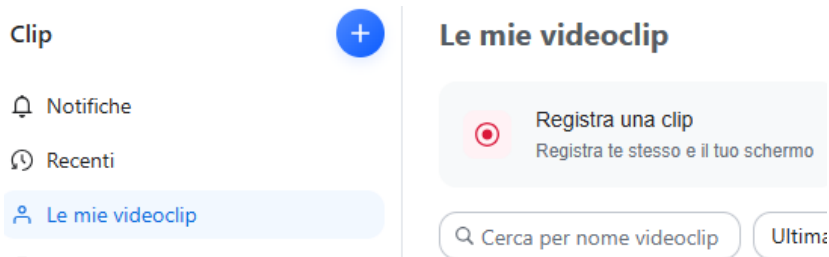 Clip
Notifiche
Recenti
Le mie videoclip
Le mie videoclip
Registra una clip
Registra te stesso e il tuo schermo
Cerca per nome videoclip